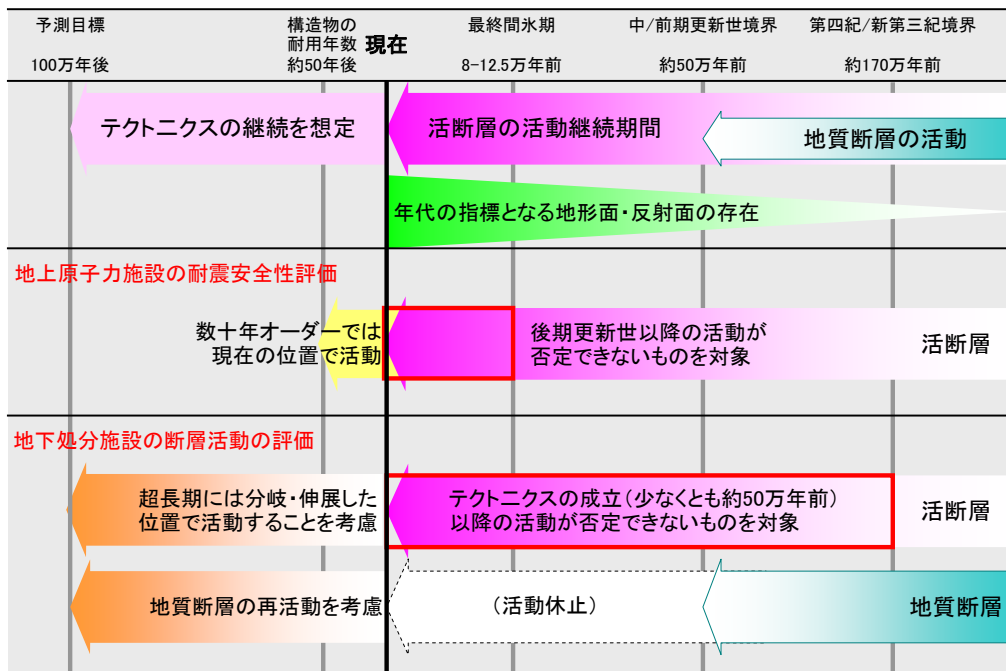 予測目標
100万年後
構造物の
耐用年数
約50年後
現在
最終間氷期
8-12.5万年前
中/前期更新世境界
約50万年前
第四紀/新第三紀境界
約170万年前
テクトニクスの継続を想定
活断層の活動継続期間
地質断層の活動
年代の指標となる地形面・反射面の存在
地上原子力施設の耐震安全性評価
数十年オーダーでは
現在の位置で活動
後期更新世以降の活動が
否定できないものを対象
活断層
地下処分施設の断層活動の評価
超長期には分岐・伸展した
位置で活動することを考慮
テクトニクスの成立(少なくとも約50万年前)
以降の活動が否定できないものを対象
活断層
地質断層の再活動を考慮
(活動休止)
地質断層